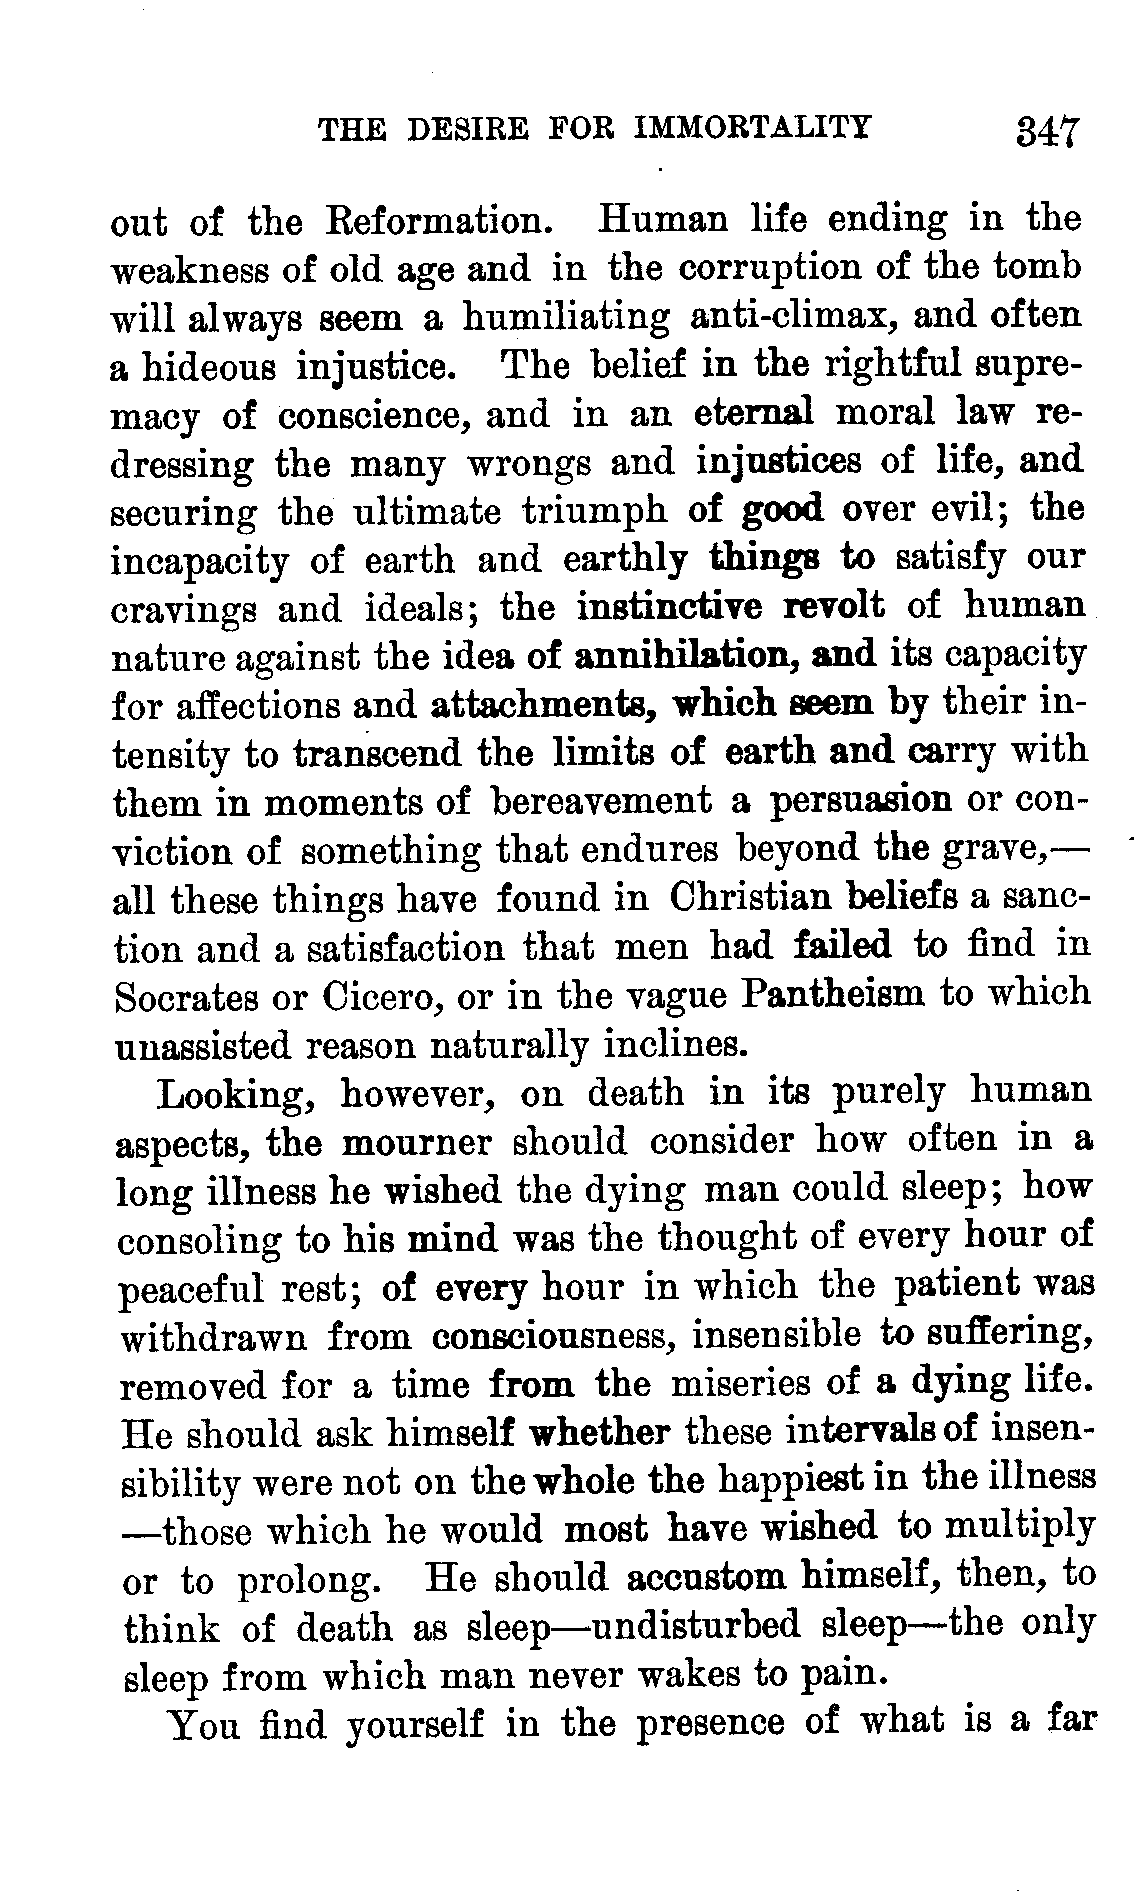 THE DESIRE FOR IMMORTALITY 347
out of the Reformation. Human life ending in the
weakness of old age and in the corruption of the tomb
will always seem a humiliating anti-climax, and often
a hideous injustice. The belief in the rightful supre-
macy of conscience, and in an eternal moral law re-
dressing the many wrongs and injustices of life, and
securing the ultimate triumph of good over evil; the
incapacity of earth and earthly things to satisfy our
cravings and ideals; the instinctive revolt of human
nature against the idea of annihilation, and its capacity
for affections and attachments, which seem by their in-
tensity to transcend the limits of earth and carry with
them in moments of bereavement a persuasion or con-
viction of something that endures beyond the grave,—
all these things have found in Christian beliefs a sanc-
tion and a satisfaction that men had failed to find in
Socrates or Cicero, or in the vague Pantheism to which
unassisted reason naturally inclines.
Looking, however, on death in its purely human
aspects, the mourner should consider how often in a
long illness he wished the dying man could sleep; how
consoling to his mind was the thought of every hour of
peaceful rest; of every hour in which the patient was
withdrawn from consciousness, insensible to suffering,
removed for a time from the miseries of a dying life.
He should ask himself whether these intervals of insen-
sibility were not on the whole the happiest in the illness
—those which he would most have wished to multiply
or to prolong. He should accustom himself, then, to
think of death as sleep—undisturbed sleep—the only
sleep from which man never wakes to pain.
You find yourself in the presence of what is a far